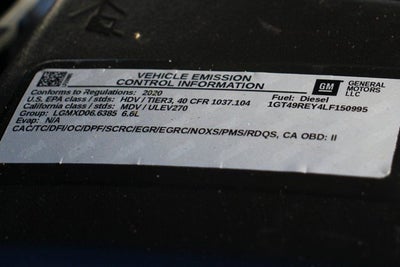 VEHICLE EMISSION
CONTROL INFORMATION
GM
GENERAL
MOTORS
LLC
Conforms to Regulations: 2020
U.S. EPA class / stds: HDV / TIER3, 40 CFR 1037.104
Fuel: Diesel
California class / stds: MDV / ULEV270
1GT49REY4LF150995
Group: LGMXD06.6385 6.6L
Evap: N/A
CAC/TC/DFI/OC/DPF/SCRC/EGR/EGRC/NOXS/PMS/RDQS, CA OBD: II